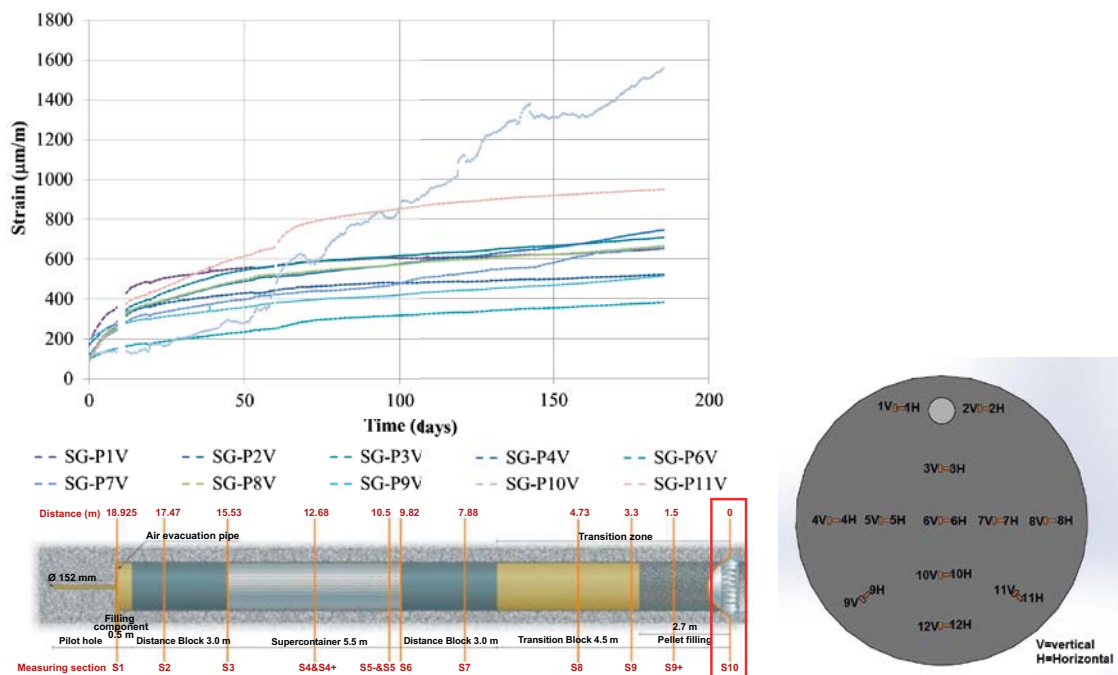 1800
1600
1400
1200
1000
800
600
400
200
0
Strain (µm/m)
0 50 100 150 200
Time (days)
SG-P1V SG-P2V SG-P3V SG-P4V SG-P6V
SG-P7V SG-P8V SG-P9V SG-P10V SG-P11V
Distance (m) 18.925 17.47 15.53 12.68 10.5 9.82 7.88 4.73 3.3 1.5 0
Air evacuation pipe
Transition zone
Ø 152 mm
Filling
component
0.5 m
2.7 m
Pilot hole Distance Block 3.0 m Supercontainer 5.5 m Distance Block 3.0 m Transition Block 4.5 m Pellet filling
Measuring section S1 S2 S3 S4&S4+ S5&S5 S6 S7 S8 S9 S9+ S10
1V 1H 2V 2H
3V 3H
4V 4H 5V 5H 6V 6H 7V 7H 8V 8H
10V 10H
9V 9H 11V 11H
12V 12H
V=vertical
H=Horizontal